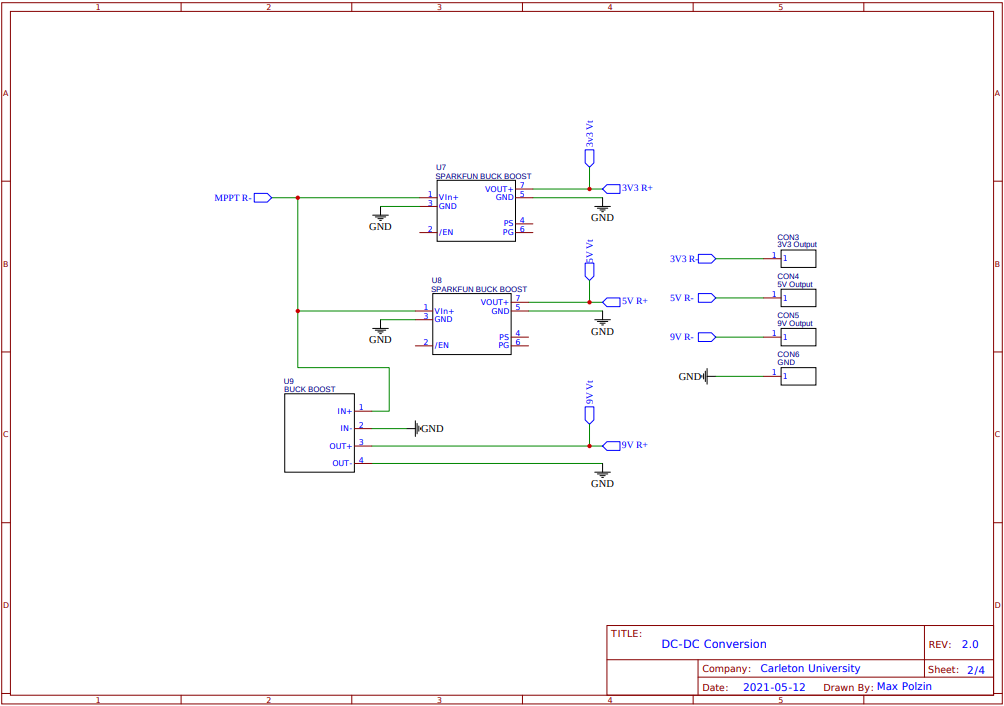 1 2 3 4 5
A A
B B
C C
D D
3v3 Vt
U7
SPARKFUN BUCK BOOST
MPPT R-
1 VIn+
3 GND
2 /EN
VOUT+ 7
GND 5
PS 4
PG 6
3V3 R+
GND
GND
5V Vt
U8
SPARKFUN BUCK BOOST
1 VIn+
3 GND
2 /EN
VOUT+ 7
GND 5
PS 4
PG 6
5V R+
GND
GND
U9
BUCK BOOST
IN+ 1
IN- 2
OUT+ 3
OUT- 4
GND
9V Vt
9V R+
GND
CON3
3V3 Output
3V3 R- 1 1
CON4
5V Output
5V R- 1 1
CON5
9V Output
9V R- 1 1
CON6
GND
GND 1 1
TITLE:
DC-DC Conversion
REV: 2.0
Company: Carleton University
Sheet: 2/4
Date: 2021-05-12 Drawn By: Max Polzin
1 2 3 4 5